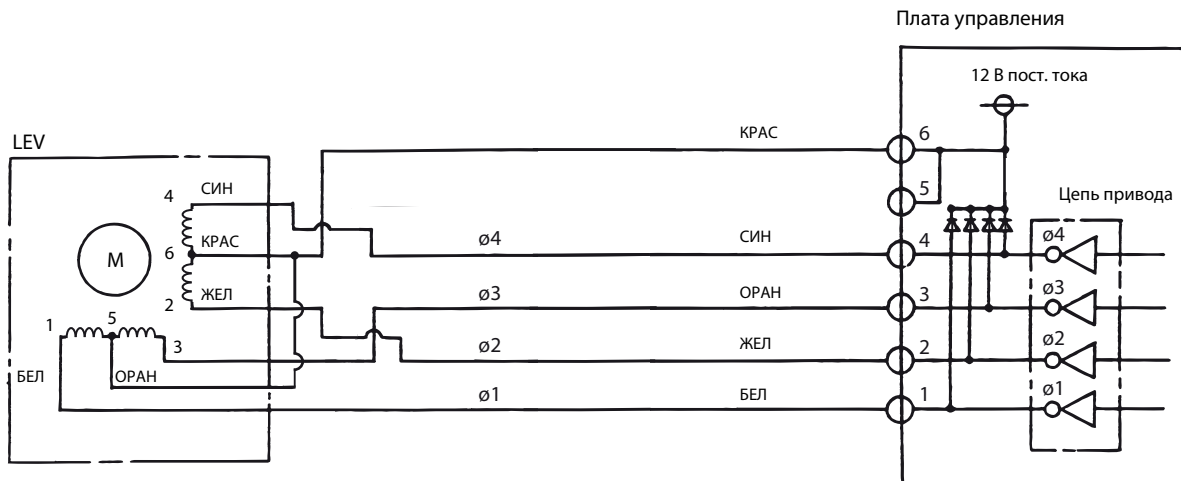 Плата управления
12 В пост. тока
LEV
КРАС
6
4
СИН
5
Цепь привода
6
КРАС
ø4
СИН
4
ø4
M
2
ЖЕЛ
ø3
ОРАН
3
ø3
1
5
3
ø2
ЖЕЛ
2
ø2
БЕЛ
ОРАН
ø1
БЕЛ
1
ø1